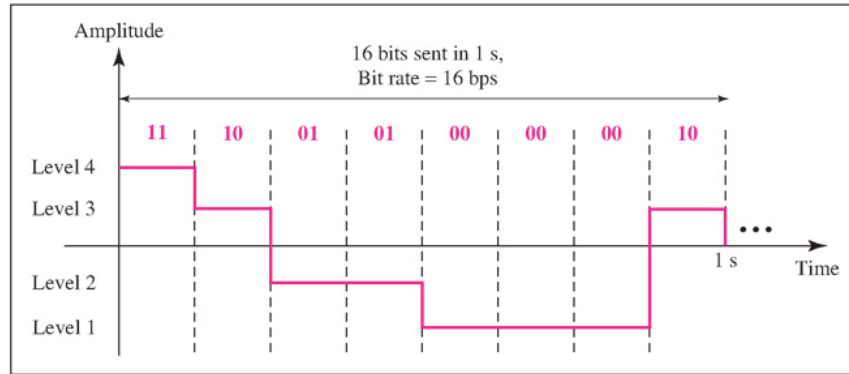 Amplitude
16 bits sent in 1 s,
Bit rate = 16 bps
11 10 01 01 00 00 00 10
Level 4
Level 3
•••
1 s
Time
Level 2
Level 1